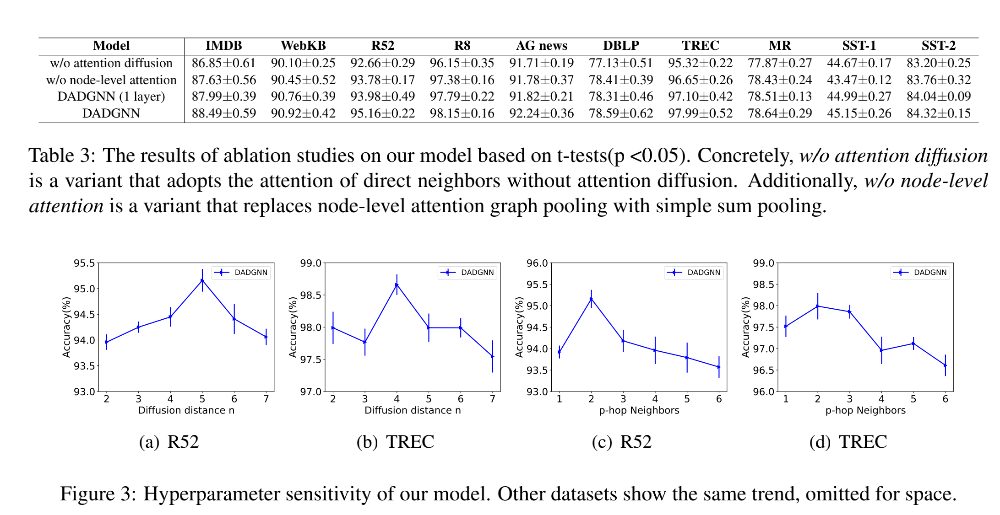 Model IMDB WebKB R52 R8 AG news DBLP TREC MR SST-1 SST-2
w/o attention diffusion 86.85±0.61 90.10±0.25 92.66±0.29 96.15±0.35 91.71±0.19 77.13±0.51 95.32±0.22 77.87±0.27 44.67±0.17 83.20±0.25
w/o node-level attention 87.63±0.56 90.45±0.52 93.78±0.17 97.38±0.16 91.78±0.37 78.41±0.39 96.65±0.26 78.43±0.24 43.47±0.12 83.76±0.32
DADGNN (1 layer) 87.99±0.39 90.76±0.39 93.98±0.49 97.79±0.22 91.82±0.21 78.31±0.46 97.10±0.42 78.51±0.13 44.99±0.27 84.04±0.09
DADGNN 88.49±0.59 90.92±0.42 95.16±0.22 98.15±0.16 92.24±0.36 78.59±0.62 97.99±0.52 78.64±0.29 45.15±0.26 84.32±0.15
Table 3: The results of ablation studies on our model based on t-tests(p <0.05). Concretely, w/o attention diffusion
is a variant that adopts the attention of direct neighbors without attention diffusion. Additionally, w/o node-level
attention is a variant that replaces node-level attention graph pooling with simple sum pooling.
95.5
95.0
94.5
94.0
93.5
93.0
Accuracy(%)
DADGNN
2 3 4 5 6 7
Diffusion distance n
(a) R52
99.0
98.5
98.0
97.5
97.0
Accuracy(%)
DADGNN
2 3 4 5 6 7
Diffusion distance n
(b) TREC
96.0
95.5
95.0
94.5
94.0
93.5
93.0
Accuracy(%)
DADGNN
1 2 3 4 5 6
p-hop Neighbors
(c) R52
99.0
98.5
98.0
97.5
97.0
96.5
96.0
Accuracy(%)
DADGNN
1 2 3 4 5 6
p-hop Neighbors
(d) TREC
Figure 3: Hyperparameter sensitivity of our model. Other datasets show the same trend, omitted for space.